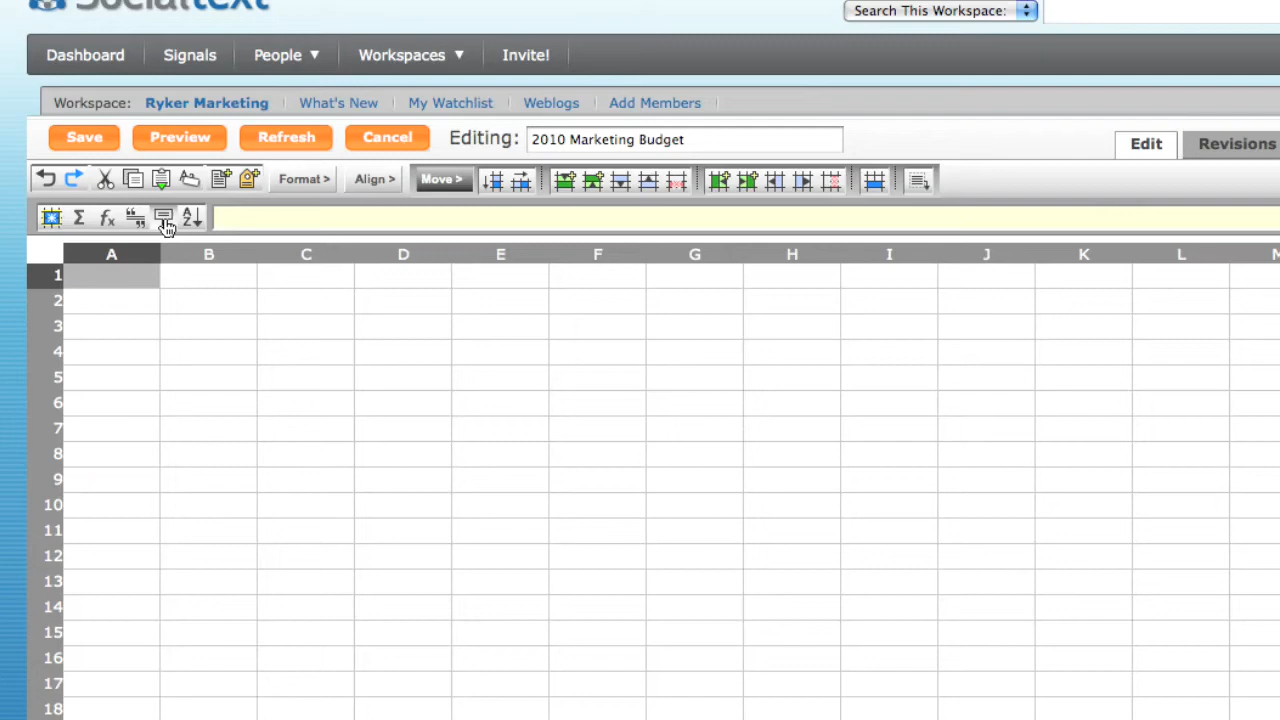 Socialtext
Search This Workspace:
Dashboard Signals People ▼ Workspaces ▼ Invite!
Workspace: Ryker Marketing What's New My Watchlist Weblogs Add Members
Save Preview Refresh Cancel Editing: 2010 Marketing Budget Edit Revisions
Format > Align > Move >
Σ fx A Z
A B C D E F G H I J K L M
1
2
3
4
5
6
7
8
9
10
11
12
13
14
15
16
17
18